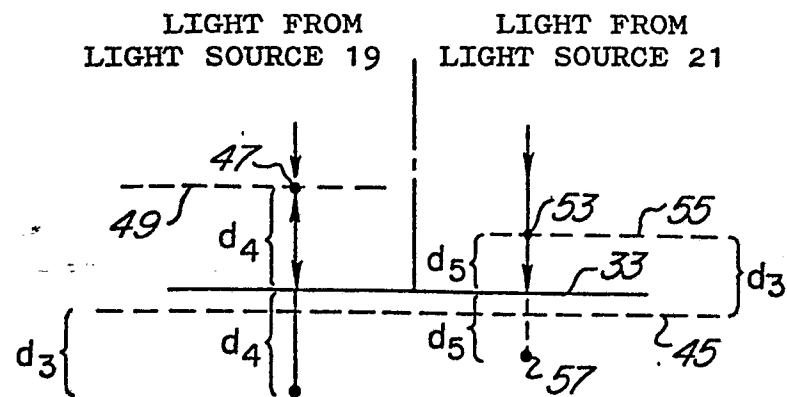 LIGHT FROM
LIGHT SOURCE 19
LIGHT FROM
LIGHT SOURCE 21
47
49
53
55
d4
d5
33
d3
d3
d4
d5
45
57